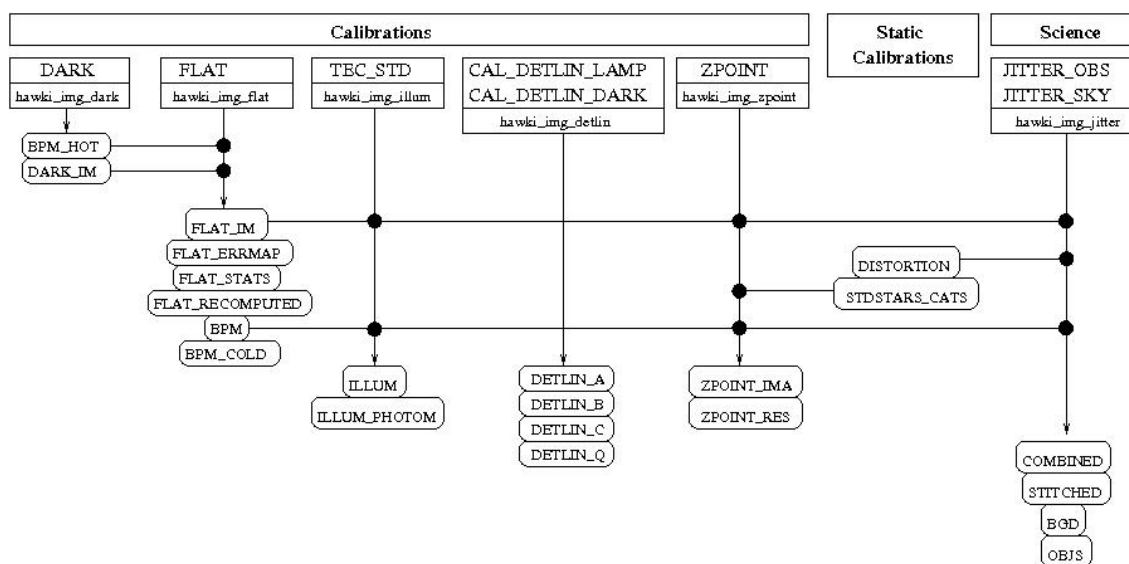 Calibrations
Static
Calibrations
Science
DARK
hawki_img_dark
FLAT
hawki_img_flat
TEC_STD
hawki_img_illum
CAL_DETLIN_LAMP
CAL_DETLIN_DARK
hawki_img_detlin
ZPOINT
hawki_img_zpoint
JITTER_OBS
JITTER_SKY
hawki_img_jitter
BPM_HOT
DARK_IM
FLAT_IM
FLAT_ERRMAP
FLAT_STATS
FLAT_RECOMPUTED
BPM
BPM_COLD
DISTORTION
STDSTARS_CATS
ILLUM
ILLUM_PHOTOM
DETLIN_A
DETLIN_B
DETLIN_C
DETLIN_Q
ZPOINT_IMA
ZPOINT_RES
COMBINED
STITCHED
BGD
OBJS